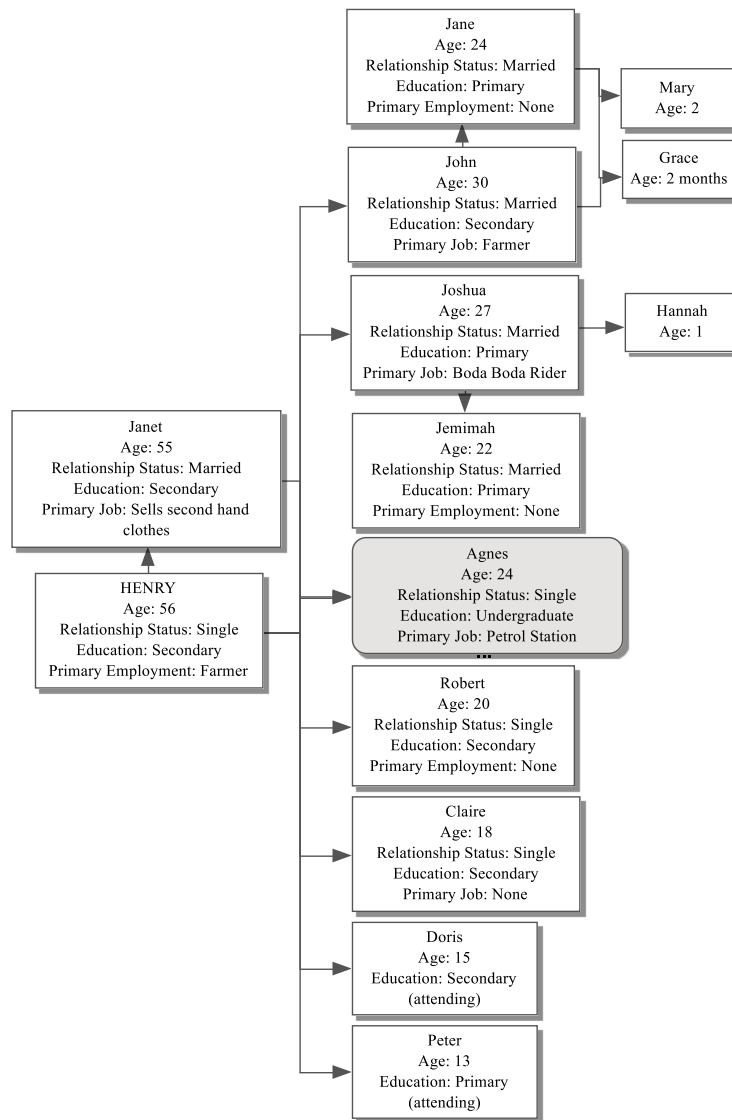 Jane
Age: 24
Relationship Status: Married
Education: Primary
Primary Employment: None
Mary
Age: 2
Grace
Age: 2 months
John
Age: 30
Relationship Status: Married
Education: Secondary
Primary Job: Farmer
Joshua
Age: 27
Relationship Status: Married
Education: Primary
Primary Job: Boda Boda Rider
Hannah
Age: 1
Janet
Age: 55
Relationship Status: Married
Education: Secondary
Primary Job: Sells second hand
clothes
Jemimah
Age: 22
Relationship Status: Married
Education: Primary
Primary Employment: None
HENRY
Age: 56
Relationship Status: Single
Education: Secondary
Primary Employment: Farmer
Agnes
Age: 24
Relationship Status: Single
Education: Undergraduate
Primary Job: Petrol Station
...
Robert
Age: 20
Relationship Status: Single
Education: Secondary
Primary Employment: None
Claire
Age: 18
Relationship Status: Single
Education: Secondary
Primary Job: None
Doris
Age: 15
Education: Secondary
(attending)
Peter
Age: 13
Education: Primary
(attending)